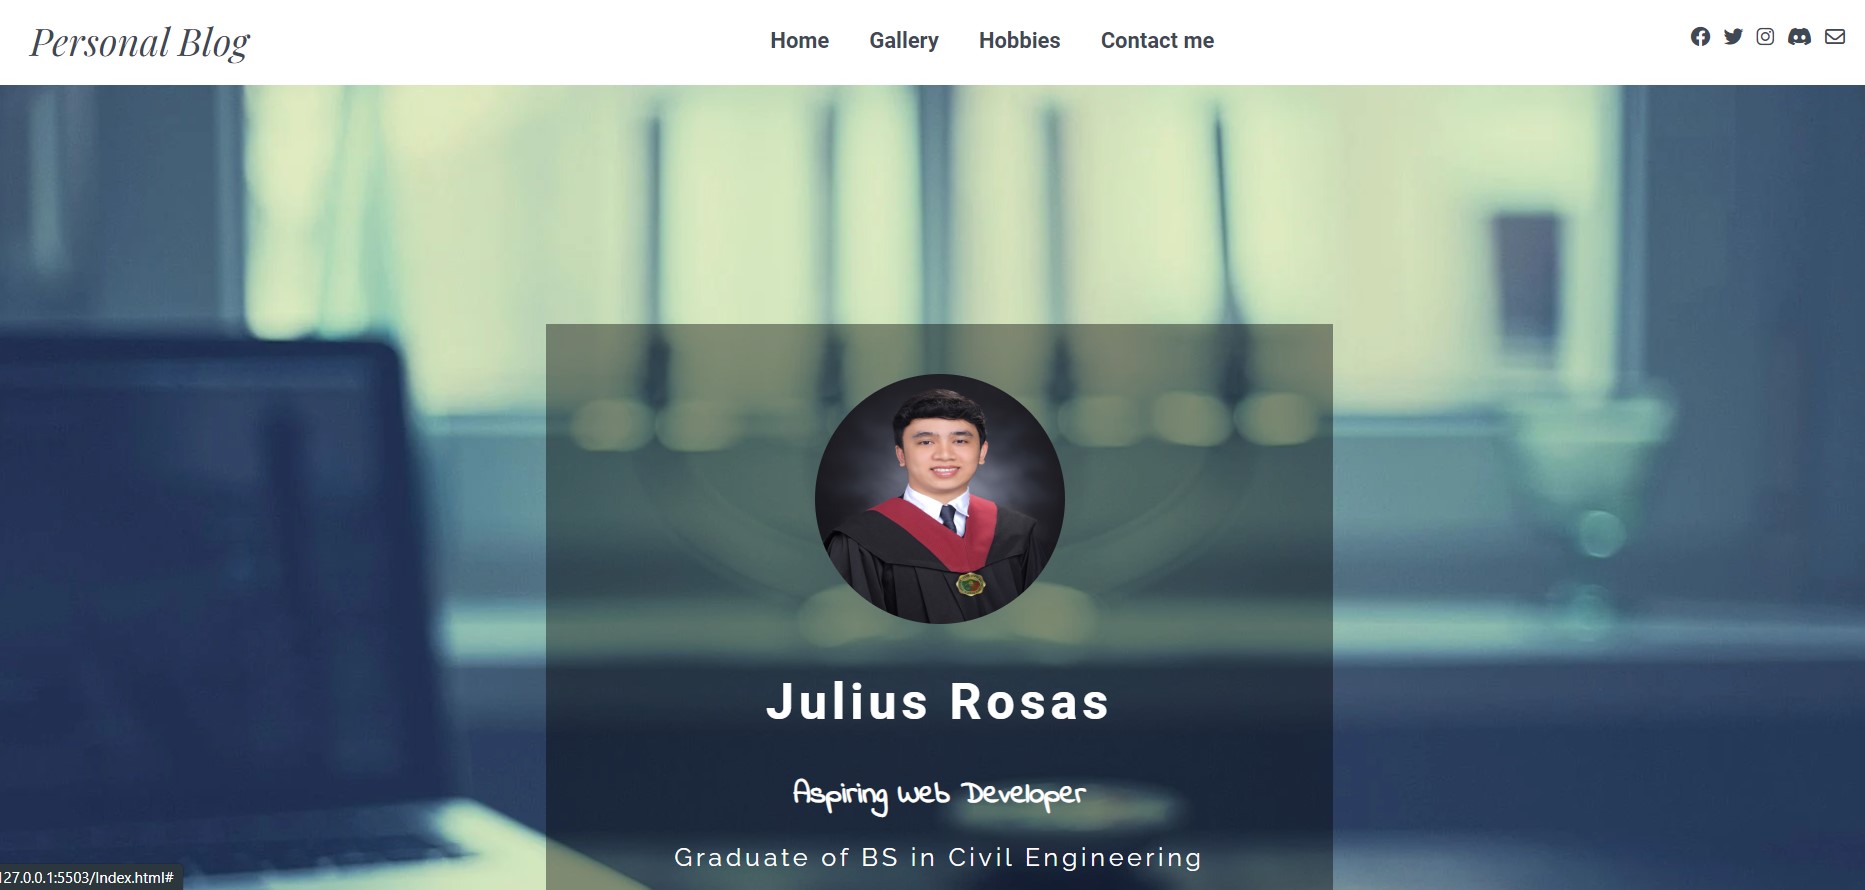 Personal Blog
Home Gallery Hobbies Contact me
Julius Rosas
Aspiring Web Developer
Graduate of BS in Civil Engineering
127.0.0.1:5503/Index.html#